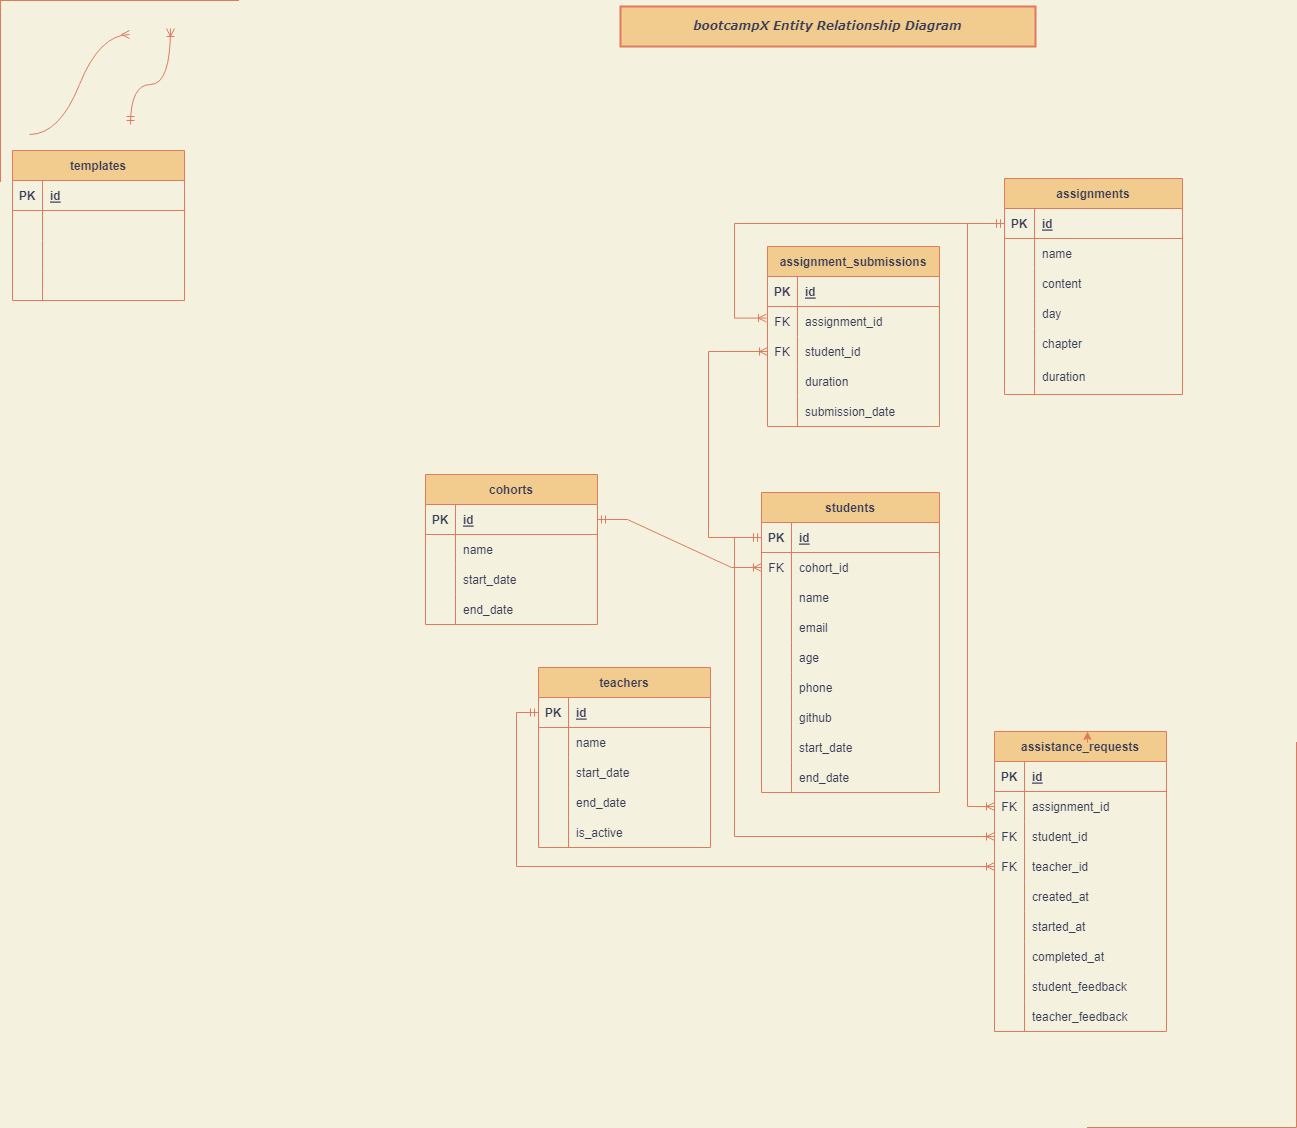 bootcampX Entity Relationship Diagram
templates
PK id
assignments
PK id
name
content
day
chapter
duration
assignment_submissions
PK id
FK assignment_id
FK student_id
duration
submission_date
cohorts
PK id
name
start_date
end_date
students
PK id
FK cohort_id
name
email
age
phone
github
start_date
end_date
teachers
PK id
name
start_date
end_date
is_active
assistance_requests
PK id
FK assignment_id
FK student_id
FK teacher_id
created_at
started_at
completed_at
student_feedback
teacher_feedback